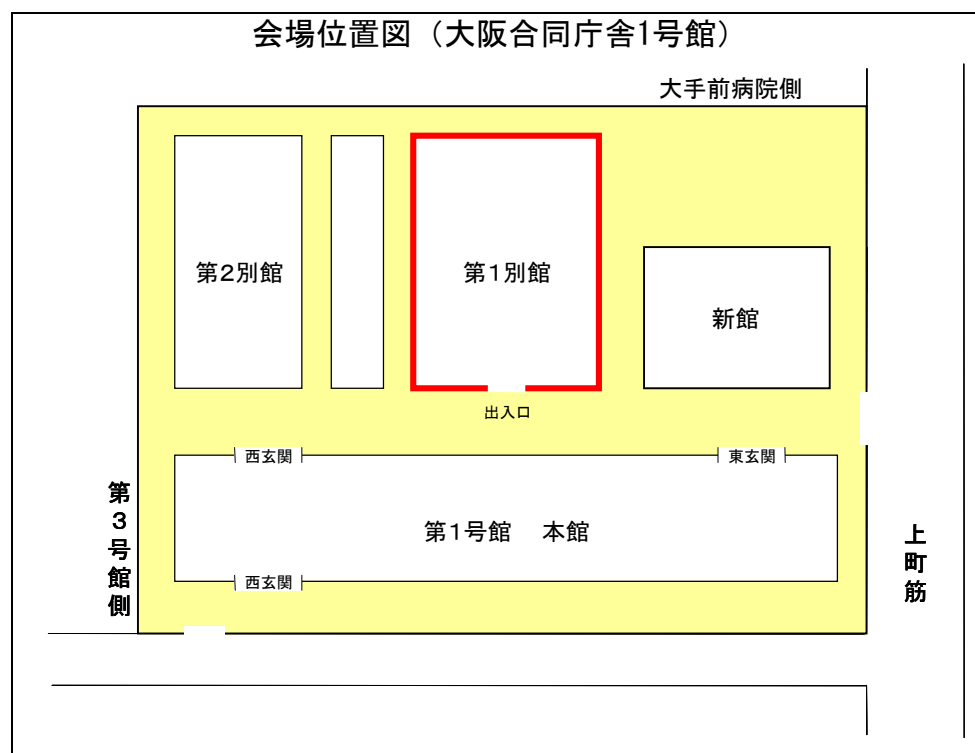 会場位置図（大阪合同庁舎1号館）
大手前病院側
第２別館
第１別館
新館
出入口
西玄関
東玄関
第１号館　本館
西玄関
第３号館側
上町筋